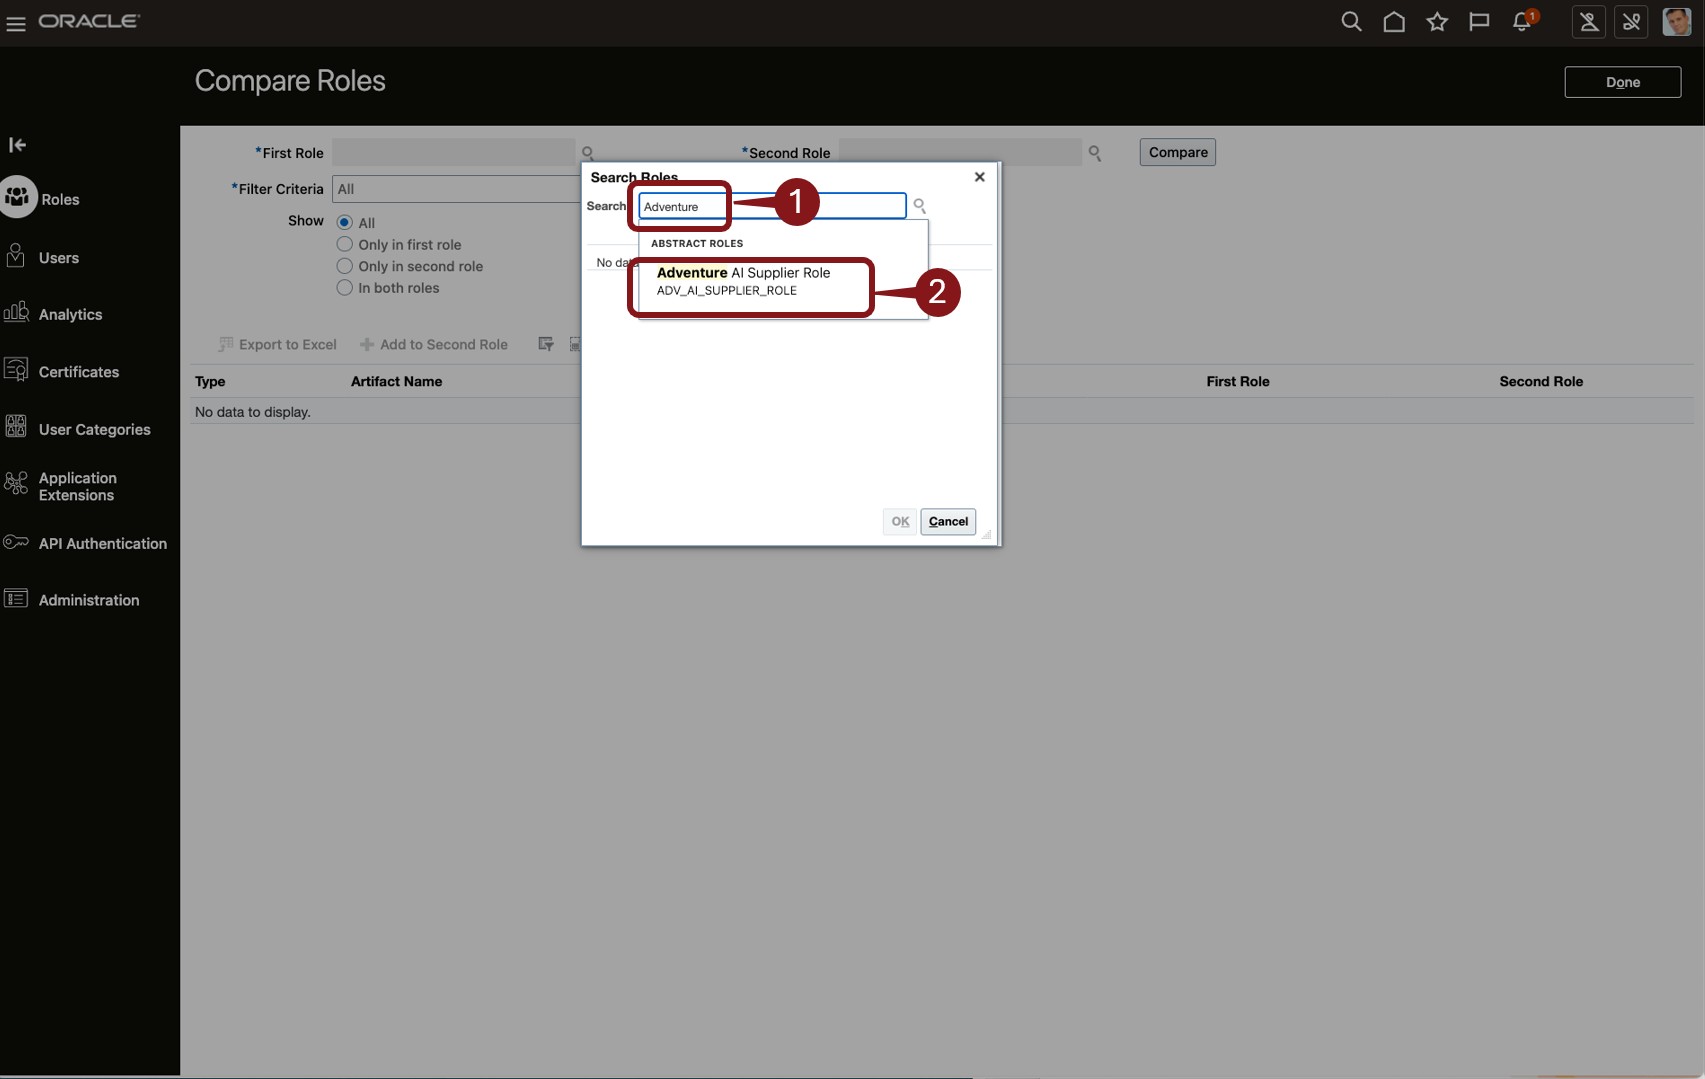 ORACLE
1
Compare Roles
Done
*First Role
*Second Role
Compare
*Filter Criteria All
Show
All
Only in first role
Only in second role
In both roles
Export to Excel
Add to Second Role
Type
Artifact Name
First Role
Second Role
No data to display.
Roles
Users
Analytics
Certificates
User Categories
Application
Extensions
API Authentication
Administration
Search Roles
Search Adventure
1
ABSTRACT ROLES
No data
Adventure AI Supplier Role
ADV_AI_SUPPLIER_ROLE
2
OK
Cancel